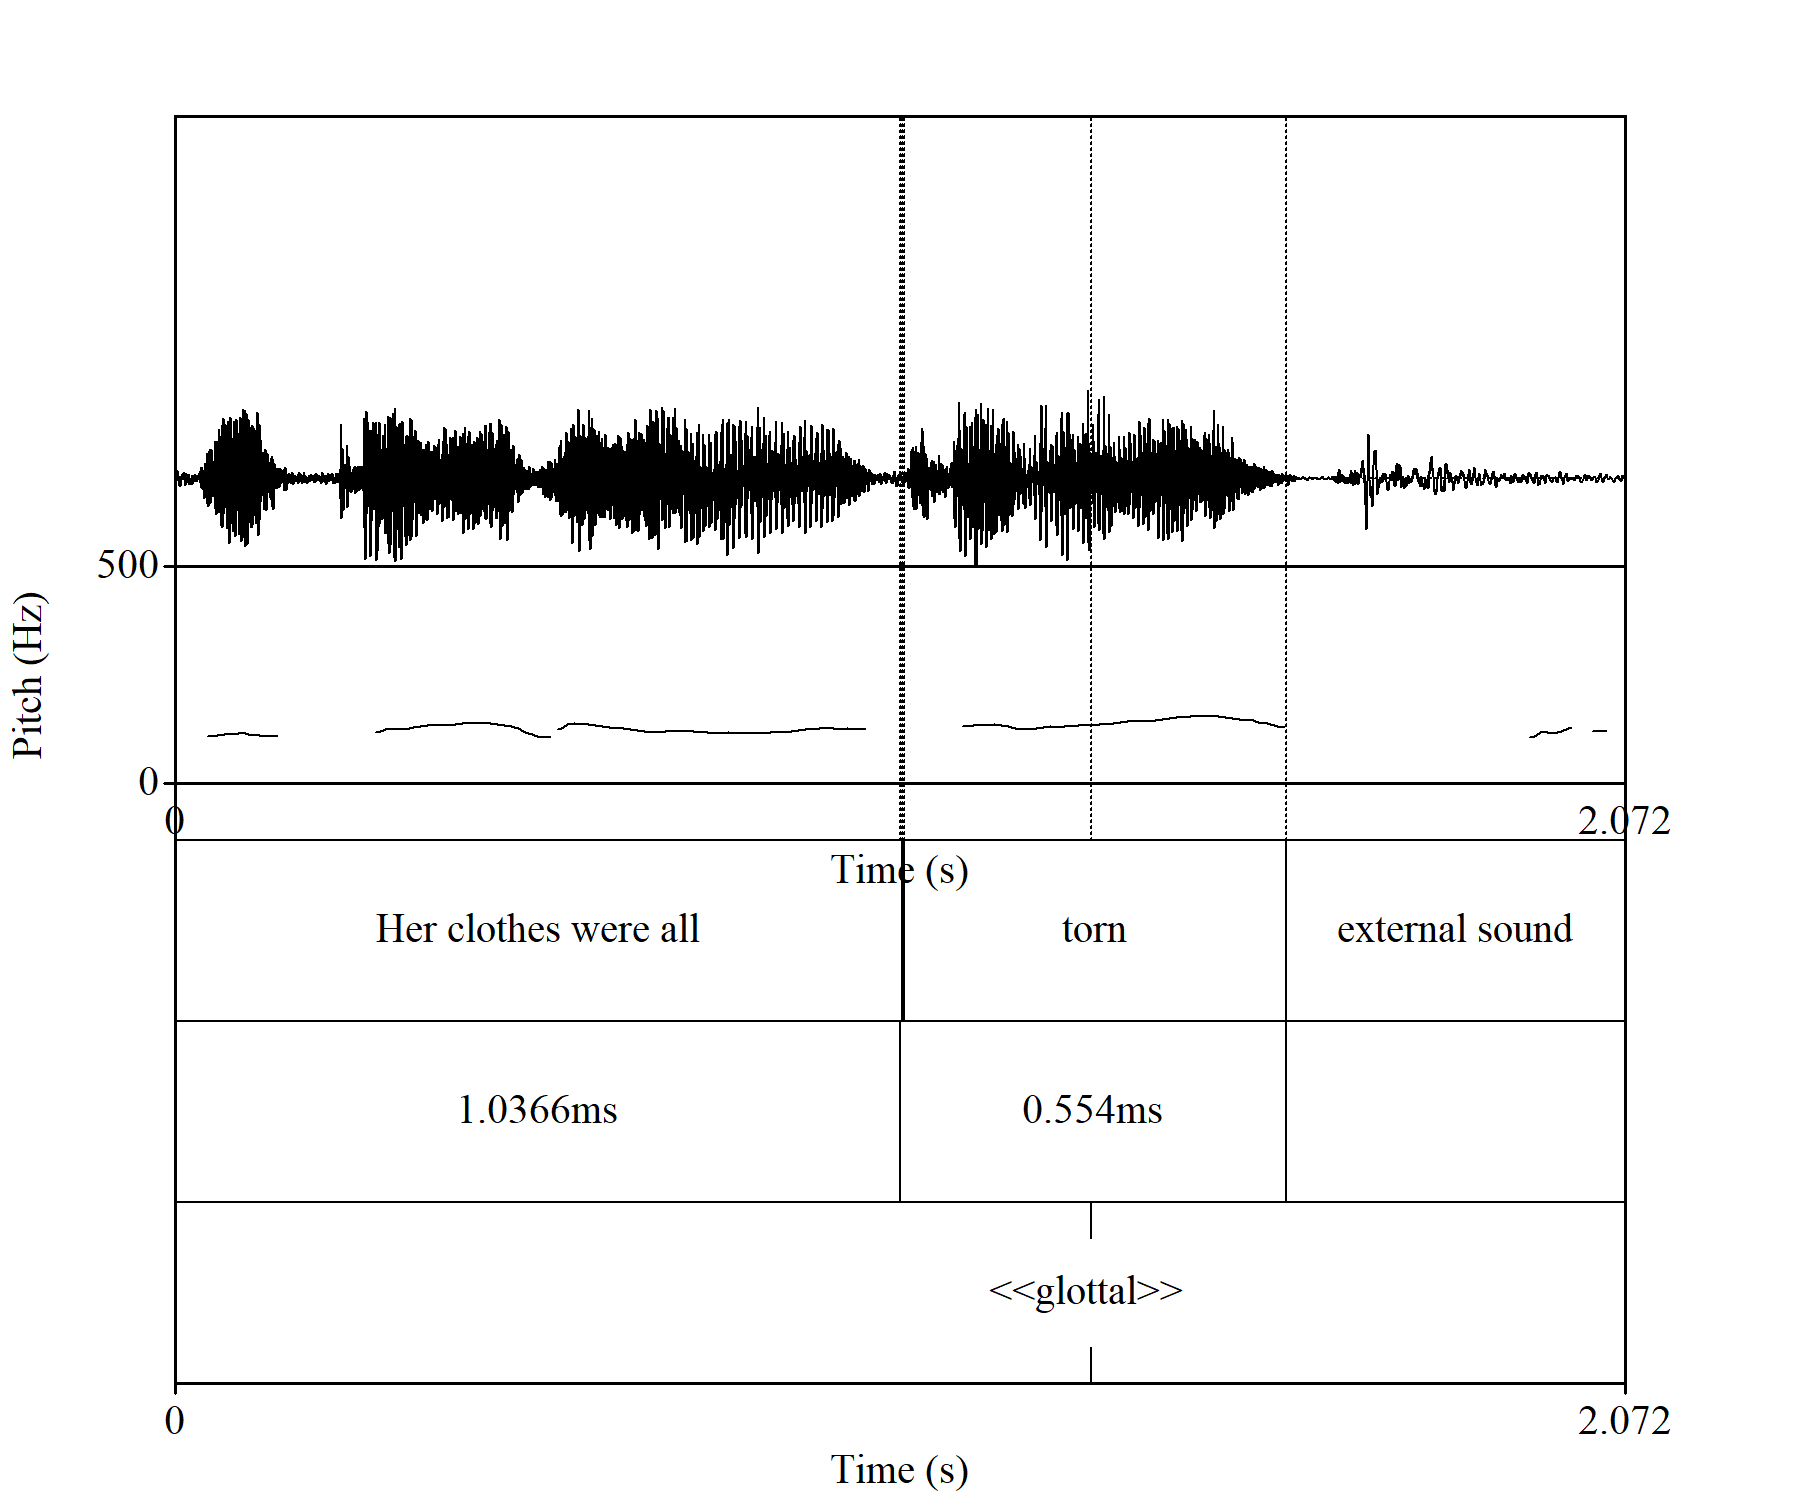 500
Pitch (Hz)
0
0 2.072
Time (s)
Her clothes were all torn external sound
1.0366ms 0.554ms
<<glottal>>
0 2.072
Time (s)